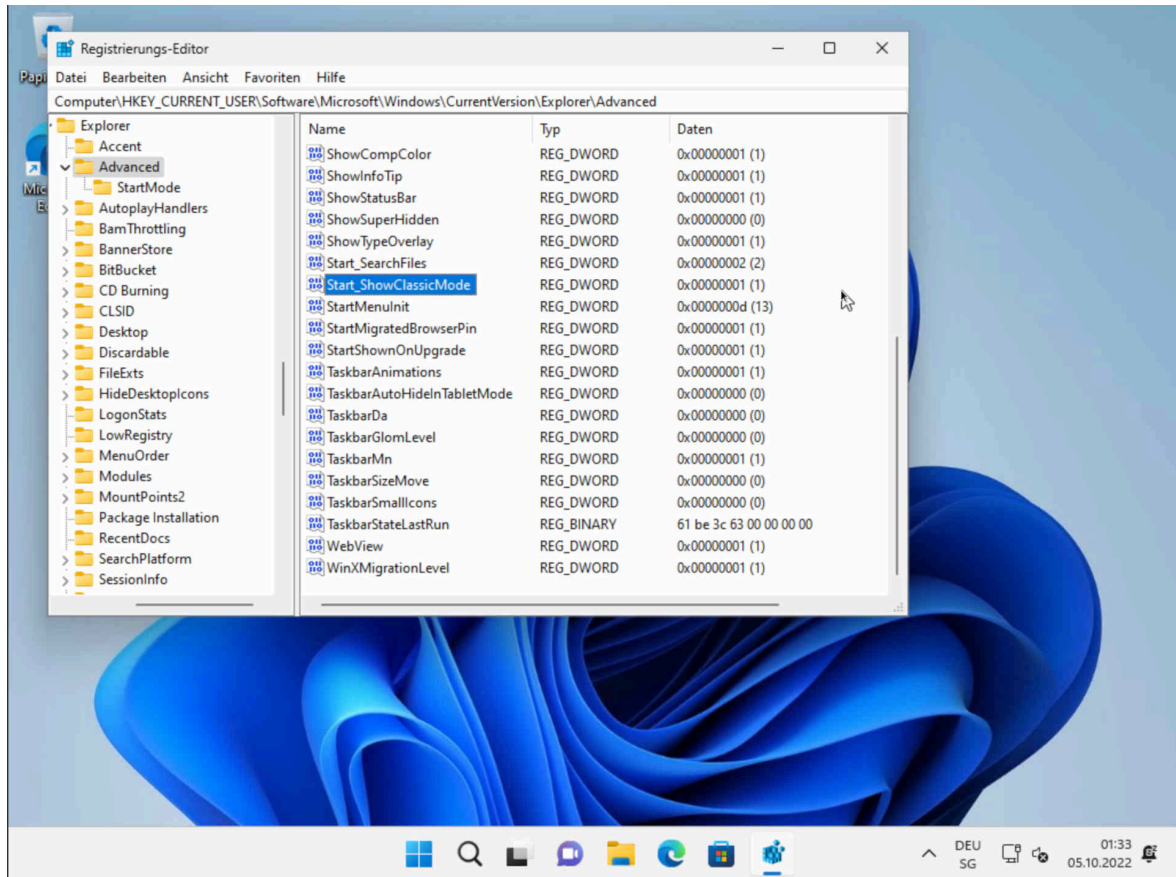 Registrierungs-Editor
Papi
Datei Bearbeiten Ansicht Favoriten Hilfe
Computer\HKEY_CURRENT_USER\Software\Microsoft\Windows\CurrentVersion\Explorer\Advanced
Explorer
Accent
Advanced
StartMode
AutoplayHandlers
BamThrottling
BannerStore
BitBucket
CD Burning
CLSID
Desktop
Discardable
FileExts
HideDesktopIcons
LogonStats
LowRegistry
MenuOrder
Modules
MountPoints2
Package Installation
RecentDocs
SearchPlatform
SessionInfo
Mic
E
Name Typ Daten
ShowCompColor REG_DWORD 0x00000001 (1)
ShowInfoTip REG_DWORD 0x00000001 (1)
ShowStatusBar REG_DWORD 0x00000001 (1)
ShowSuperHidden REG_DWORD 0x00000000 (0)
ShowTypeOverlay REG_DWORD 0x00000001 (1)
Start_SearchFiles REG_DWORD 0x00000002 (2)
Start_ShowClassicMode REG_DWORD 0x00000001 (1)
StartMenuInit REG_DWORD 0x0000000d (13)
StartMigratedBrowserPin REG_DWORD 0x00000001 (1)
StartShownOnUpgrade REG_DWORD 0x00000001 (1)
TaskbarAnimations REG_DWORD 0x00000001 (1)
TaskbarAutoHideInTabletMode REG_DWORD 0x00000000 (0)
TaskbarDa REG_DWORD 0x00000000 (0)
TaskbarGlomLevel REG_DWORD 0x00000000 (0)
TaskbarMn REG_DWORD 0x00000001 (1)
TaskbarSizeMove REG_DWORD 0x00000000 (0)
TaskbarSmallIcons REG_DWORD 0x00000000 (0)
TaskbarStateLastRun REG_BINARY 61 be 3c 63 00 00 00 00
WebView REG_DWORD 0x00000001 (1)
WinXMigrationLevel REG_DWORD 0x00000001 (1)
DEU
SG
01:33
05.10.2022